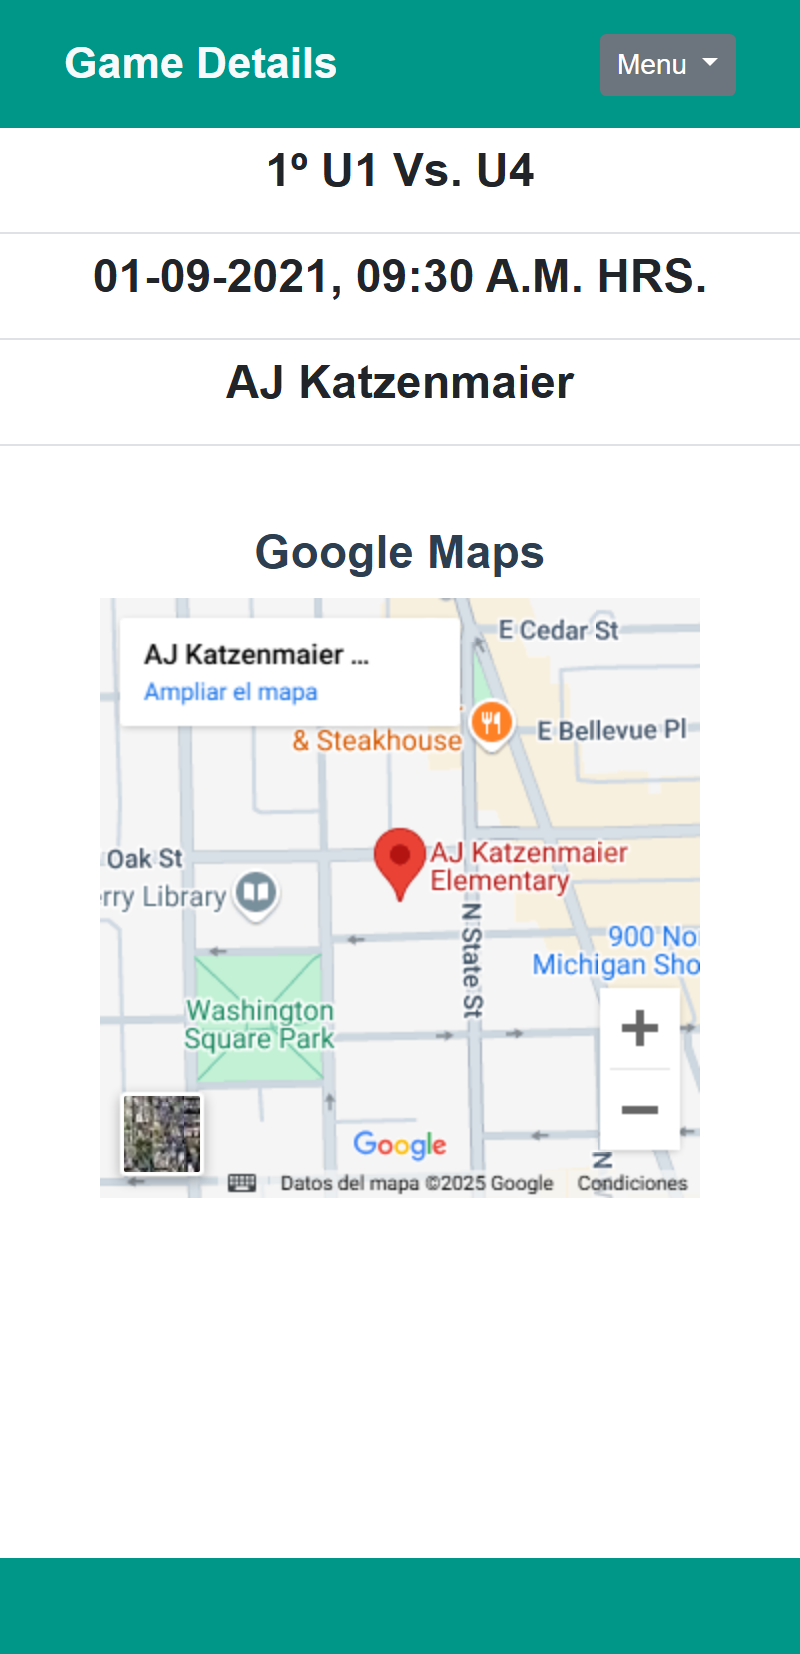 Game Details
Menu
1º U1 Vs. U4
01-09-2021, 09:30 A.M. HRS.
AJ Katzenmaier
Google Maps
AJ Katzenmaier ...
Ampliar el mapa
E Cedar St
& Steakhouse
E Bellevue Pl
Oak St
AJ Katzenmaier
Elementary
rry Library
N State St
900 No
Michigan Sho
Washington
Square Park
Google
N
Datos del mapa ©2025 Google
Condiciones